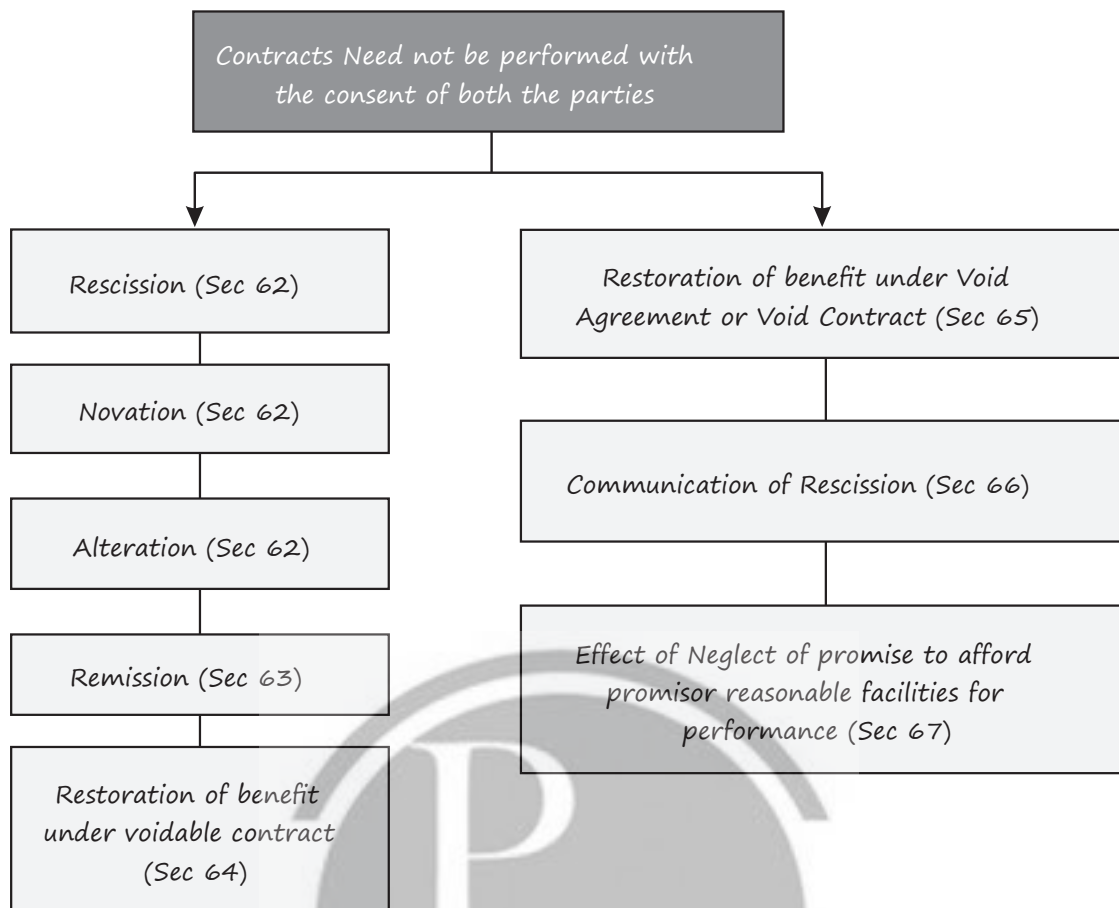 Contracts Need not be performed with
the consent of both the parties
Rescission (Sec 62)
Novation (Sec 62)
Alteration (Sec 62)
Remission (Sec 63)
Restoration of benefit
under voidable contract
(Sec 64)
Restoration of benefit under Void
Agreement or Void Contract (Sec 65)
Communication of Rescission (Sec 66)
Effect of Neglect of promise to afford
promisor reasonable facilities for
performance (Sec 67)
P